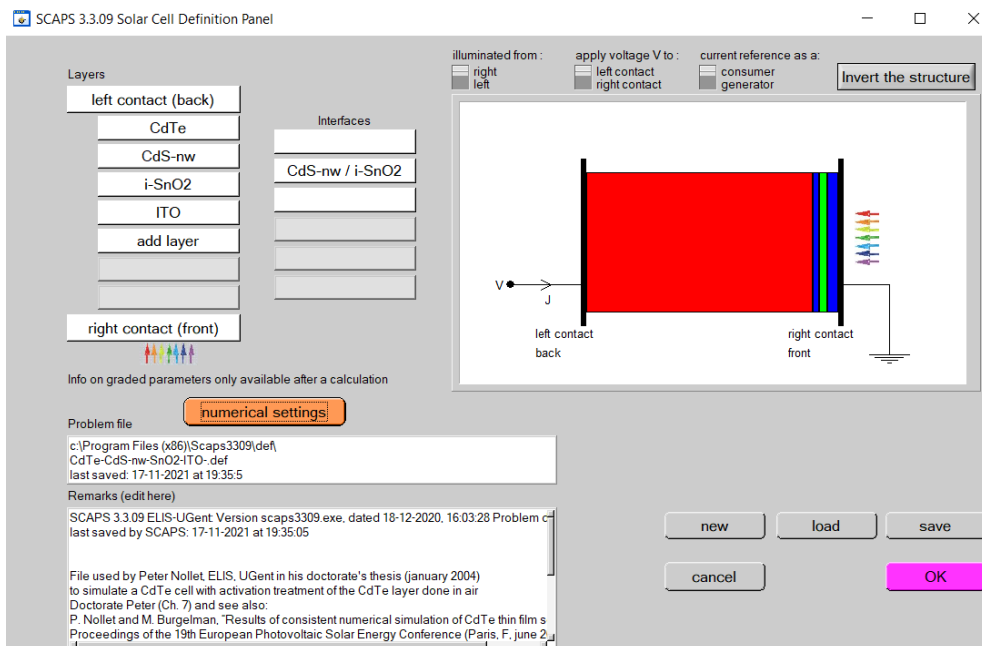 SCAPS 3.3.09 Solar Cell Definition Panel
illuminated from :
right
left
apply voltage V to :
left contact
right contact
current reference as a:
consumer
generator
Invert the structure
Layers
left contact (back)
CdTe
CdS-nw
i-SnO2
ITO
add layer
right contact (front)
Interfaces
CdS-nw / i-SnO2
V
J
left contact
back
right contact
front
Info on graded parameters only available after a calculation
numerical settings
Problem file
c:\Program Files (x86)\Scaps3309\def\
CdTe-CdS-nw-SnO2-ITO-.def
last saved: 17-11-2021 at 19:35:5
Remarks (edit here)
SCAPS 3.3.09 ELIS-UGent: Version scaps3309.exe, dated 18-12-2020, 16:03:28 Problem
last saved by SCAPS: 17-11-2021 at 19:35:05
File used by Peter Nollet, ELIS, UGent in his doctorate's thesis (january 2004)
to simulate a CdTe cell with activation treatment of the CdTe layer done in air
Doctorate Peter (Ch. 7) and see also:
P. Nollet and M. Burgelman, "Results of consistent numerical simulation of CdTe thin film s
Proceedings of the 19th European Photovoltaic Solar Energy Conference (Paris, F, june
new
load
save
cancel
OK